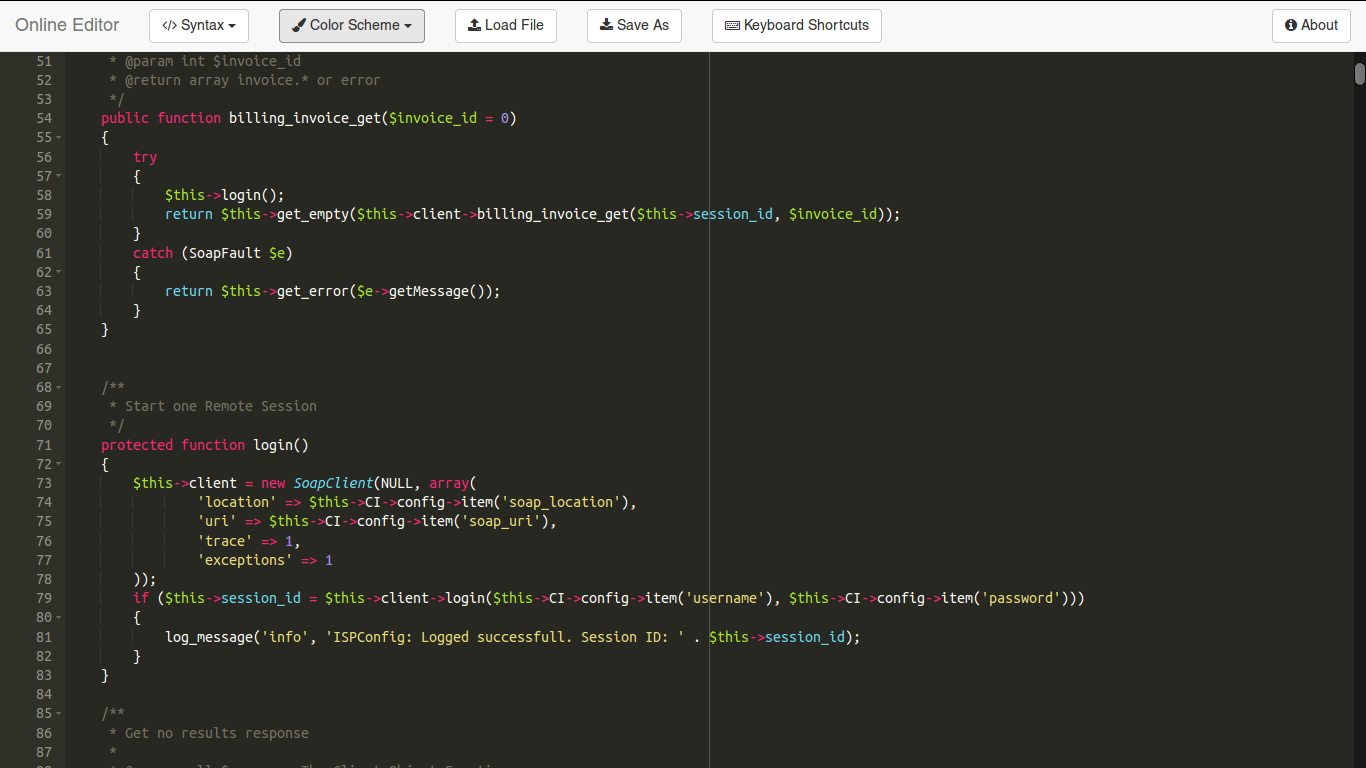 Online Editor </> Syntax Color Scheme Load File Save As Keyboard Shortcuts About
51 * @param int $invoice_id
52 * @return array invoice.* or error
53 */
54 public function billing_invoice_get($invoice_id = 0)
55 {
56 try
57 {
58 $this->login();
59 return $this->get_empty($this->client->billing_invoice_get($this->session_id, $invoice_id));
60 }
61 catch (SoapFault $e)
62 {
63 return $this->get_error($e->getMessage());
64 }
65 }
66
67
68 /**
69 * Start one Remote Session
70 */
71 protected function login()
72 {
73 $this->client = new SoapClient(NULL, array(
74 'location' => $this->CI->config->item('soap_location'),
75 'uri' => $this->CI->config->item('soap_uri'),
76 'trace' => 1,
77 'exceptions' => 1
78 ));
79 if ($this->session_id = $this->client->login($this->CI->config->item('username'), $this->CI->config->item('password')))
80 {
81 log_message('info', 'ISPConfig: Logged successfull. Session ID: ' . $this->session_id);
82 }
83 }
84
85 /**
86 * Get no results response
87 *